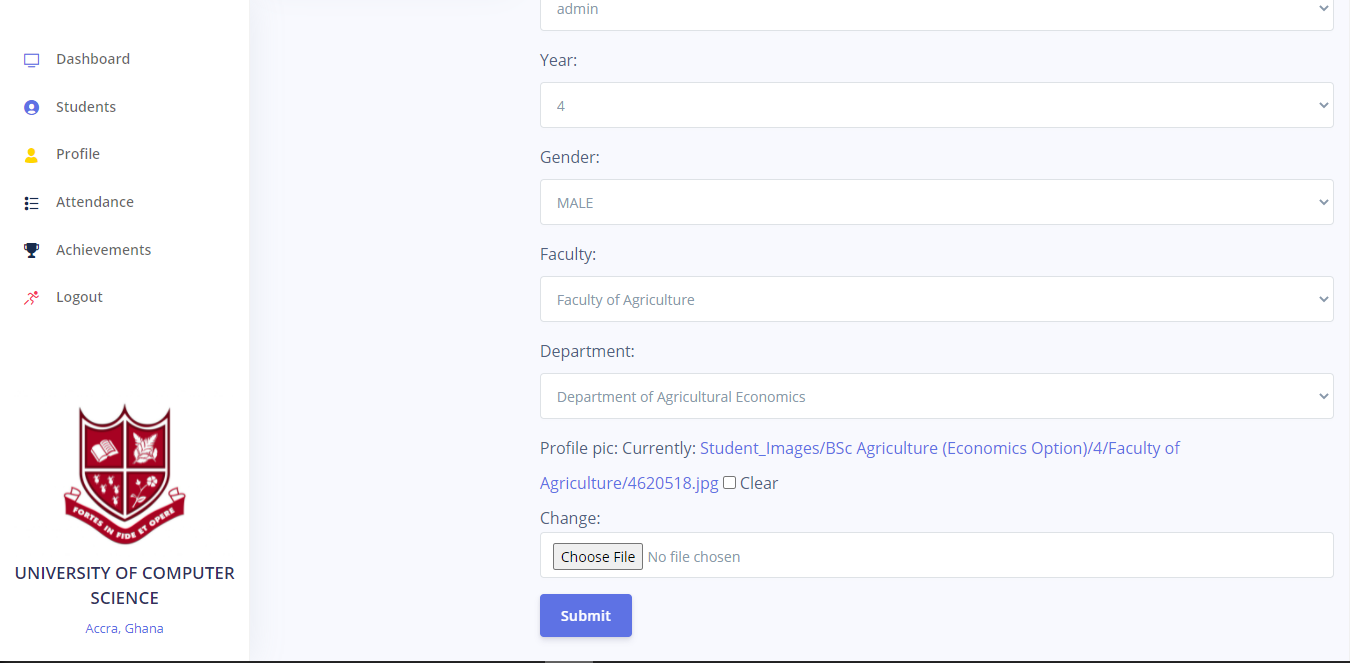 Dashboard
Students
Profile
Attendance
Achievements
Logout
FORTES IN FIDE ET OPERE
UNIVERSITY OF COMPUTER
SCIENCE
Accra, Ghana
admin
Year:
4
Gender:
MALE
Faculty:
Faculty of Agriculture
Department:
Department of Agricultural Economics
Profile pic: Currently: Student_Images/BSc Agriculture (Economics Option)/4/Faculty of
Agriculture/4620518.jpg Clear
Change:
Choose File No file chosen
Submit